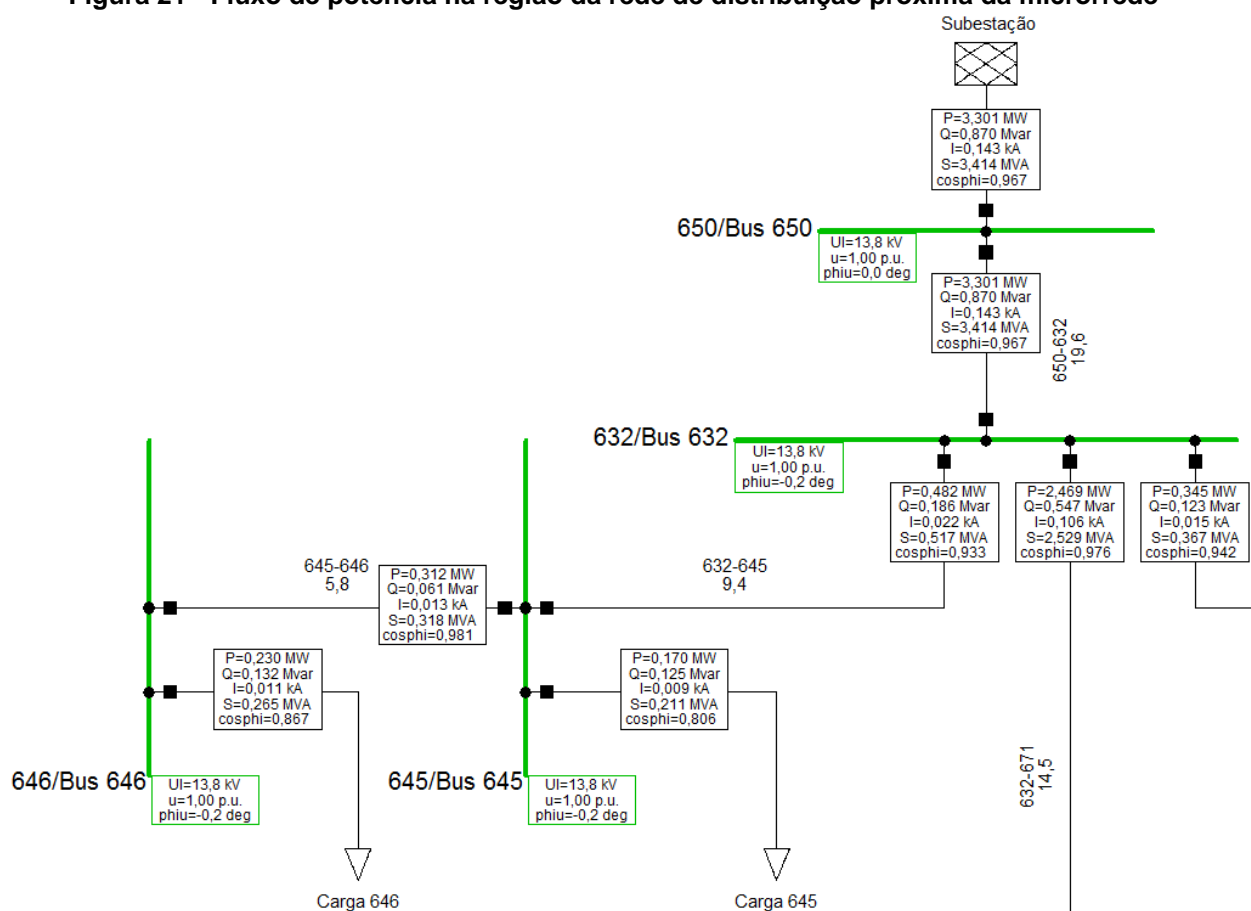 Figura 21 - Fluxo de potência na região da rede de distribuição próxima da microrrede
Subestação
P=3,301 MW
Q=0,870 Mvar
I=0,143 kA
S=3,414 MVA
cosphi=0,967
650/Bus 650
Ul=13,8 kV
u=1,00 p.u.
phiu=0,0 deg
P=3,301 MW
Q=0,870 Mvar
I=0,143 kA
S=3,414 MVA
cosphi=0,967
650-632
19,6
632/Bus 632
Ul=13,8 kV
u=1,00 p.u.
phiu=-0,2 deg
P=0,482 MW
Q=0,186 Mvar
I=0,022 kA
S=0,517 MVA
cosphi=0,933
P=2,469 MW
Q=0,547 Mvar
I=0,106 kA
S=2,529 MVA
cosphi=0,976
P=0,345 MW
Q=0,123 Mvar
I=0,015 kA
S=0,367 MVA
cosphi=0,942
645-646
5,8
P=0,312 MW
Q=0,061 Mvar
I=0,013 kA
S=0,318 MVA
cosphi=0,981
632-645
9,4
P=0,230 MW
Q=0,132 Mvar
I=0,011 kA
S=0,265 MVA
cosphi=0,867
P=0,170 MW
Q=0,125 Mvar
I=0,009 kA
S=0,211 MVA
cosphi=0,806
646/Bus 646
Ul=13,8 kV
u=1,00 p.u.
phiu=-0,2 deg
645/Bus 645
Ul=13,8 kV
u=1,00 p.u.
phiu=-0,2 deg
632-671
14,5
Carga 646
Carga 645